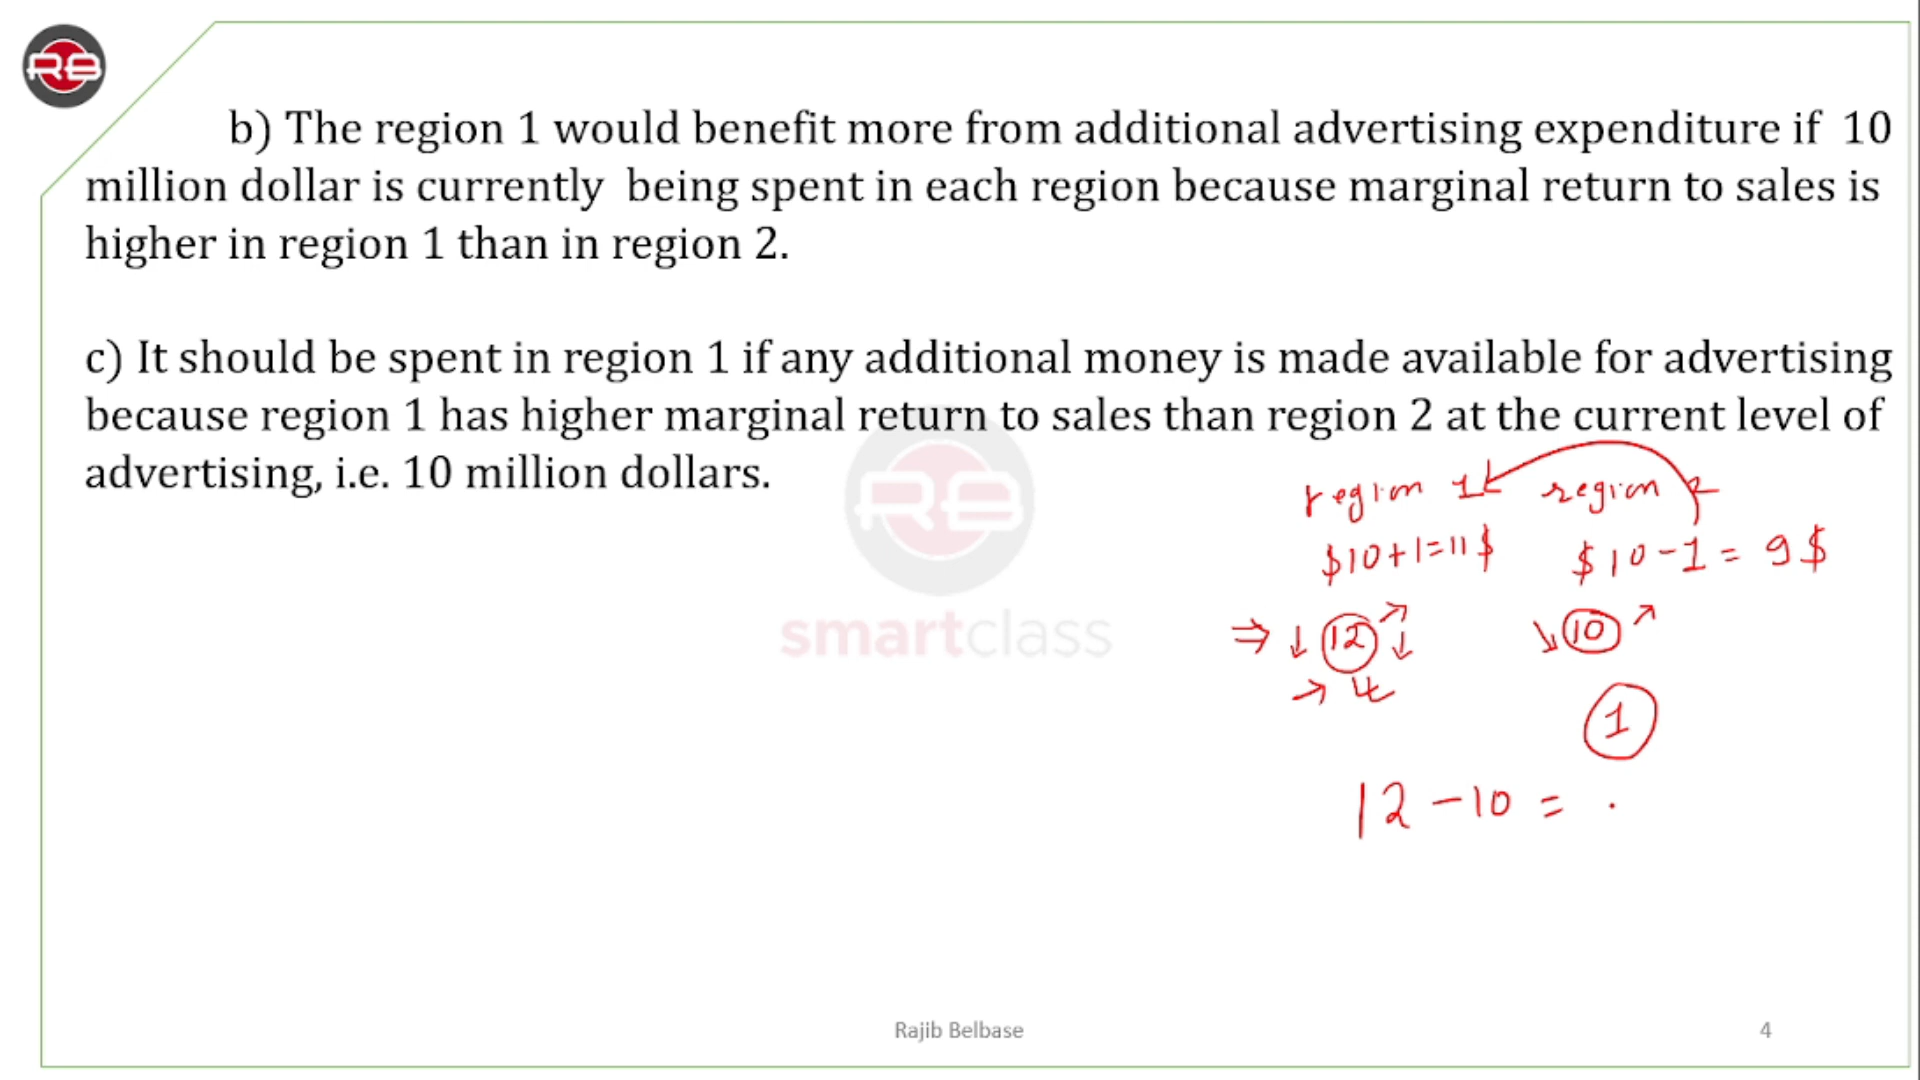 RB
b) The region 1 would benefit more from additional advertising expenditure if 10
million dollar is currently being spent in each region because marginal return to sales is
higher in region 1 than in region 2.
c) It should be spent in region 1 if any additional money is made available for advertising
because region 1 has higher marginal return to sales than region 2 at the current level of
advertising, i.e. 10 million dollars.
RB
smartclass
region 1 region 2
$10+1=11$ $10-1=9$
⇒ ↓ 12 ↗ ↓ ↘ 10 ↗
→
1
12-10= .
Rajib Belbase 4